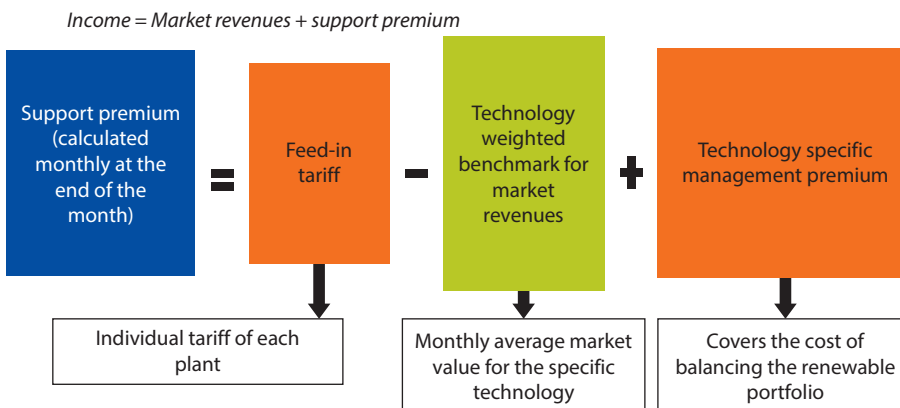 Income = Market revenues + support premium
Support premium
(calculated
monthly at the
end of the
month)
=
Feed-in
tariff
-
Technology
weighted
benchmark for
market
revenues
+
Technology specific
management premium
Individual tariff of each
plant
Monthly average market
value for the specific
technology
Covers the cost of
balancing the renewable
portfolio